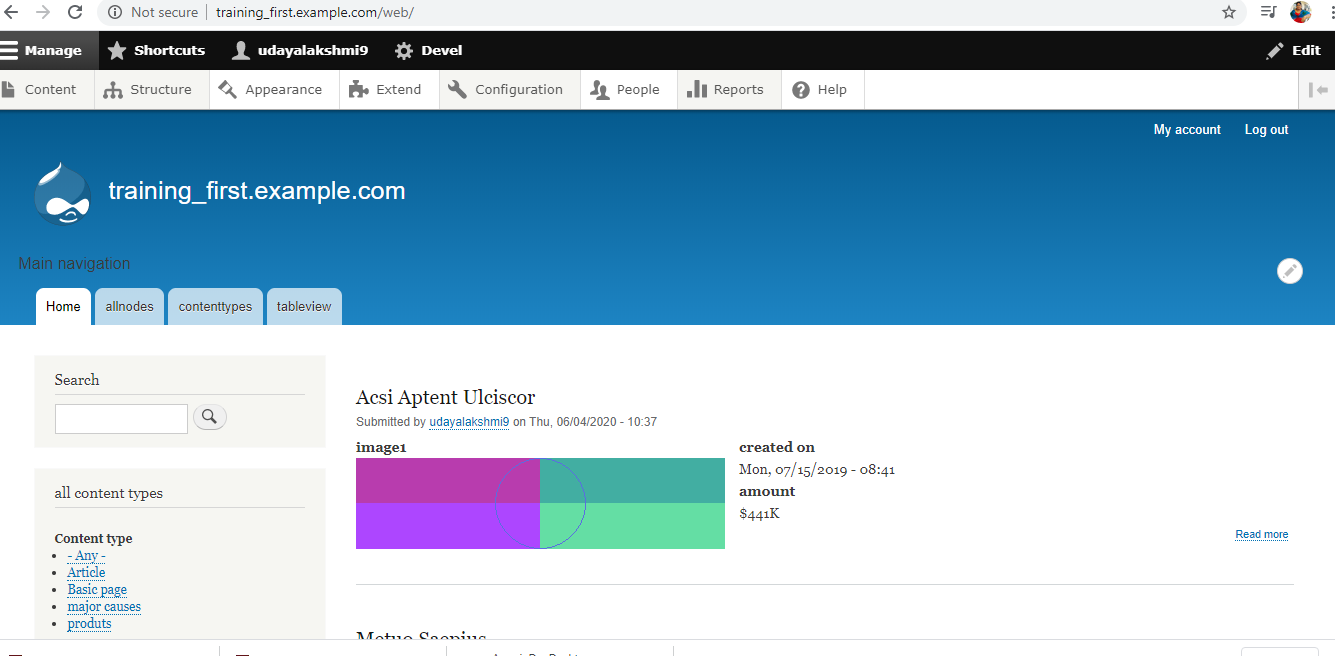 Not secure training_first.example.com/web/
Manage Shortcuts udayalakshmi9 Devel Edit
Content Structure Appearance Extend Configuration People Reports Help
My account Log out
training_first.example.com
Main navigation
Home allnodes contenttypes tableview
Search
Acsi Aptent Ulciscor
Submitted by udayalakshmi9 on Thu, 06/04/2020 - 10:37
image1
created on
Mon, 07/15/2019 - 08:41
amount
$441K
Read more
all content types
Content type
- Any -
Article
Basic page
major causes
produts
Metuo Saepius